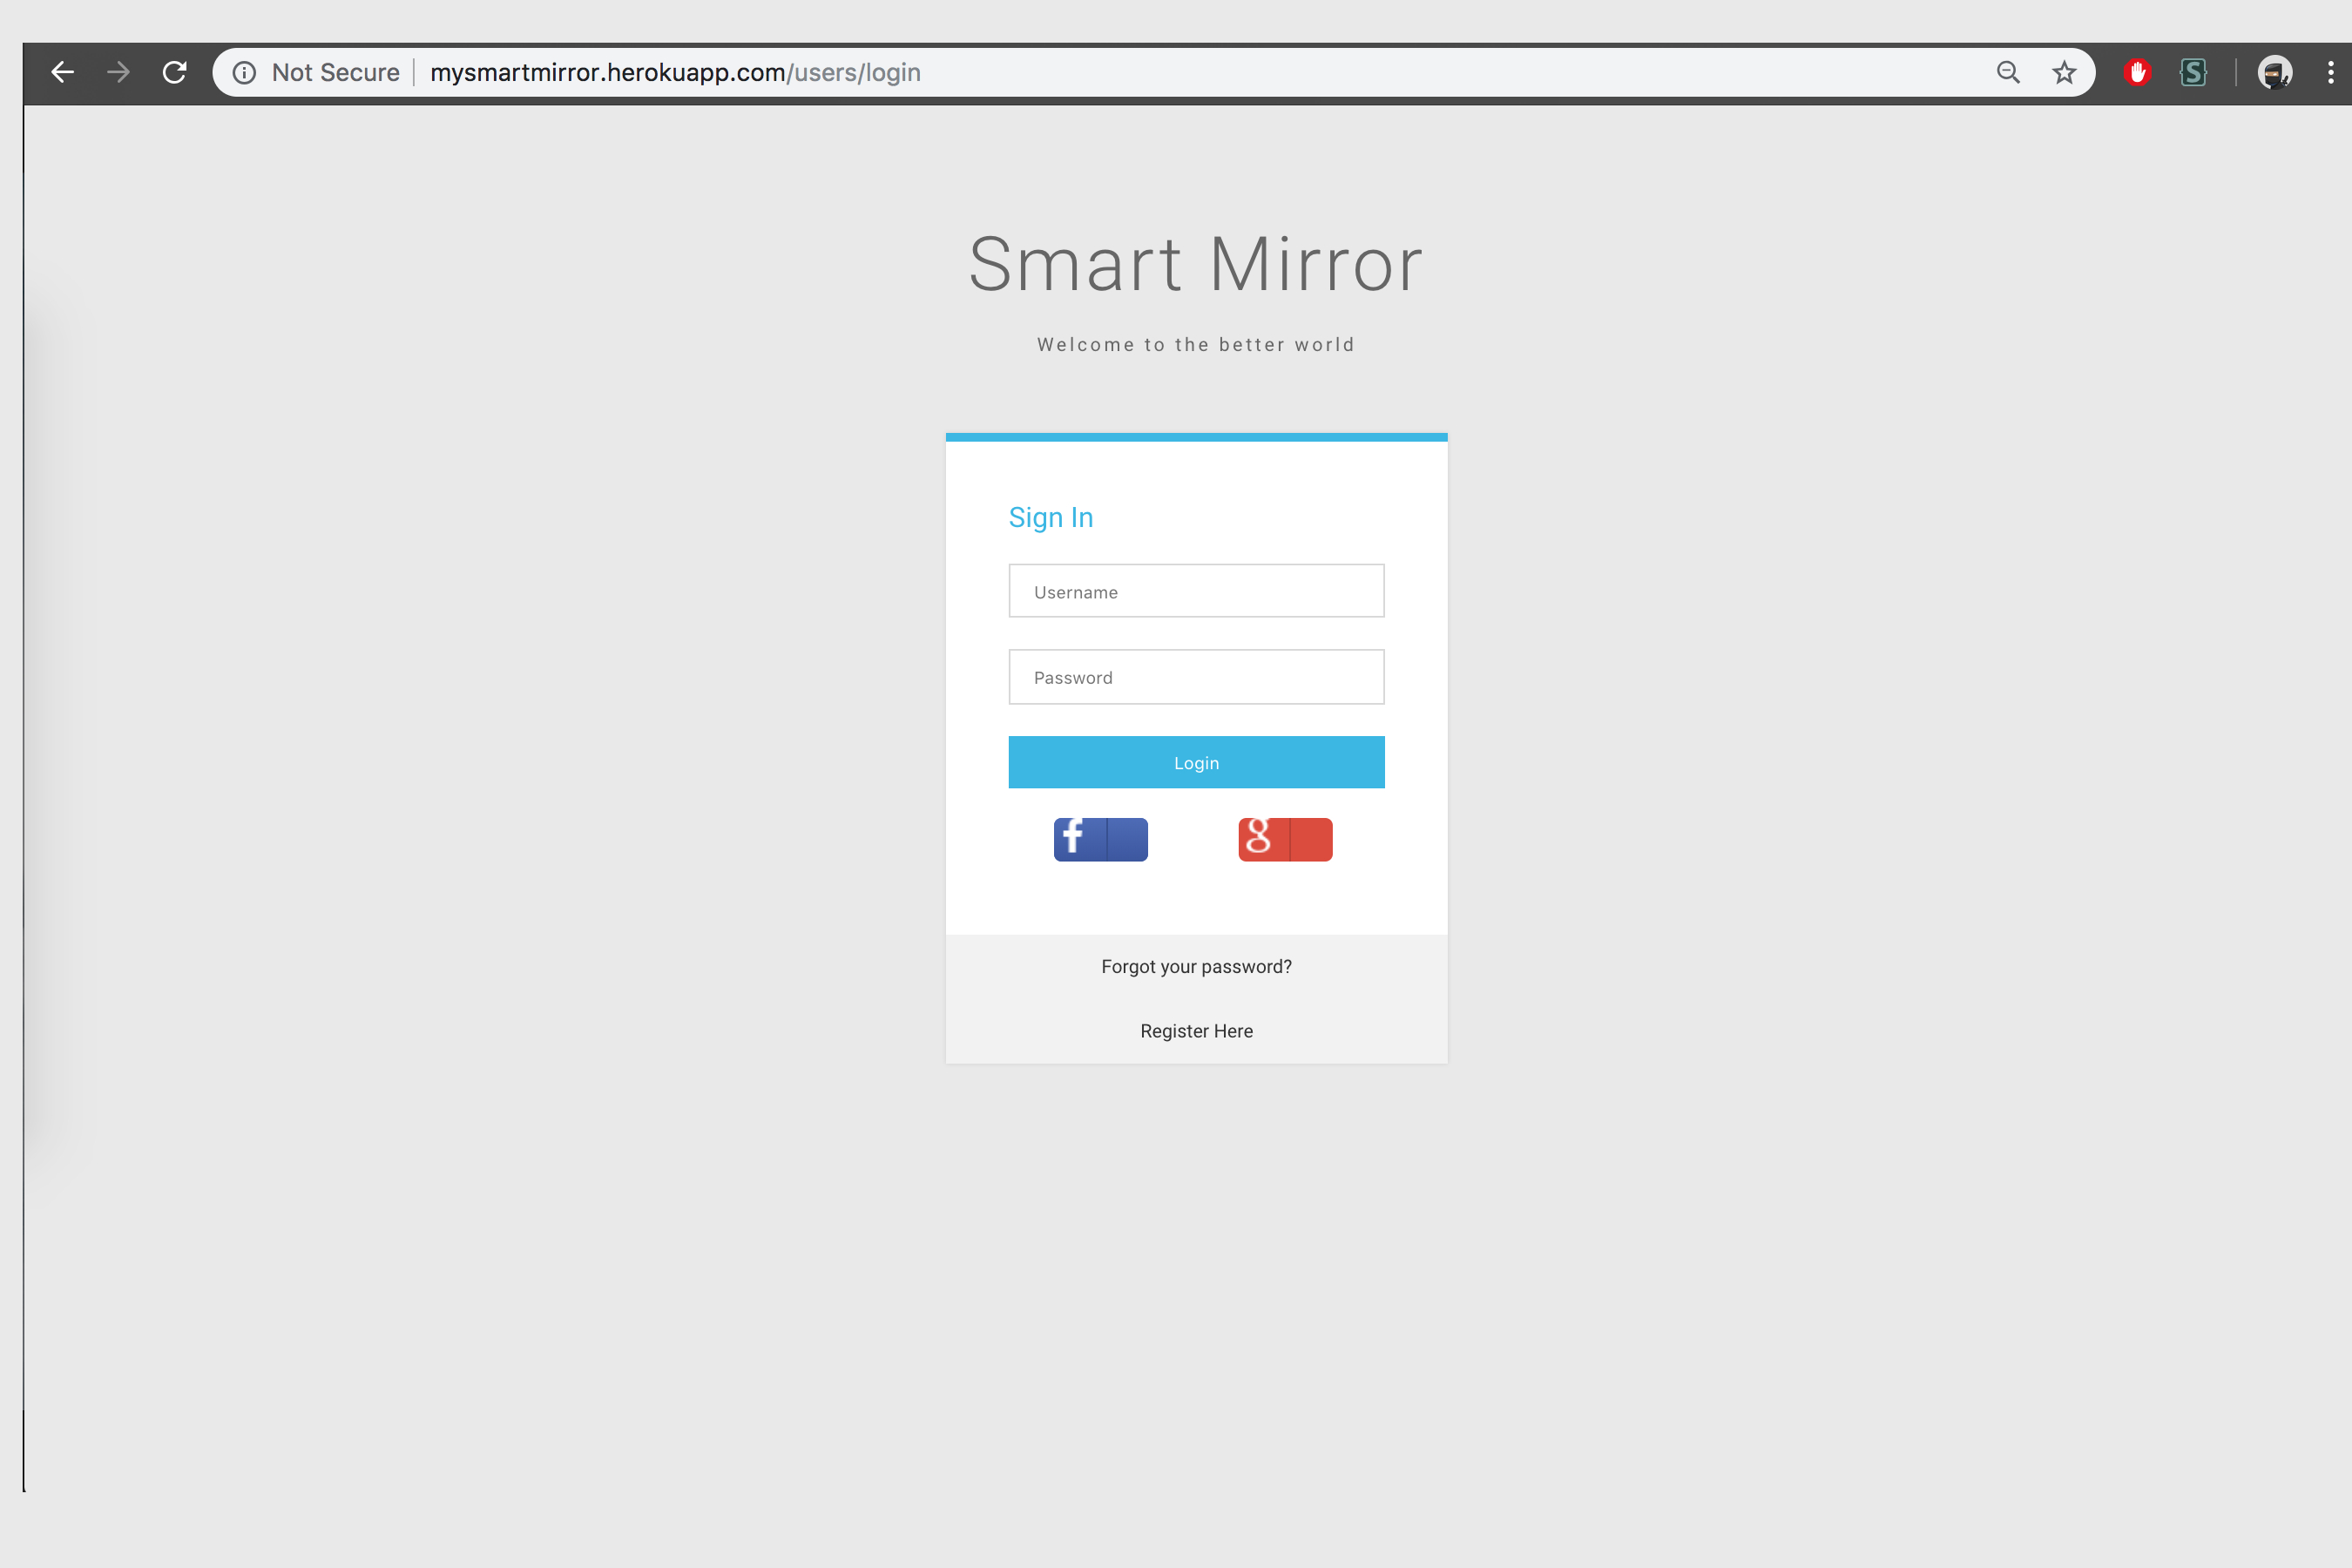 Not Secure | mysmartmirror.herokuapp.com/users/login
S
Smart Mirror
Welcome to the better world
Sign In
Username
Password
Login
f
g
Forgot your password?
Register Here